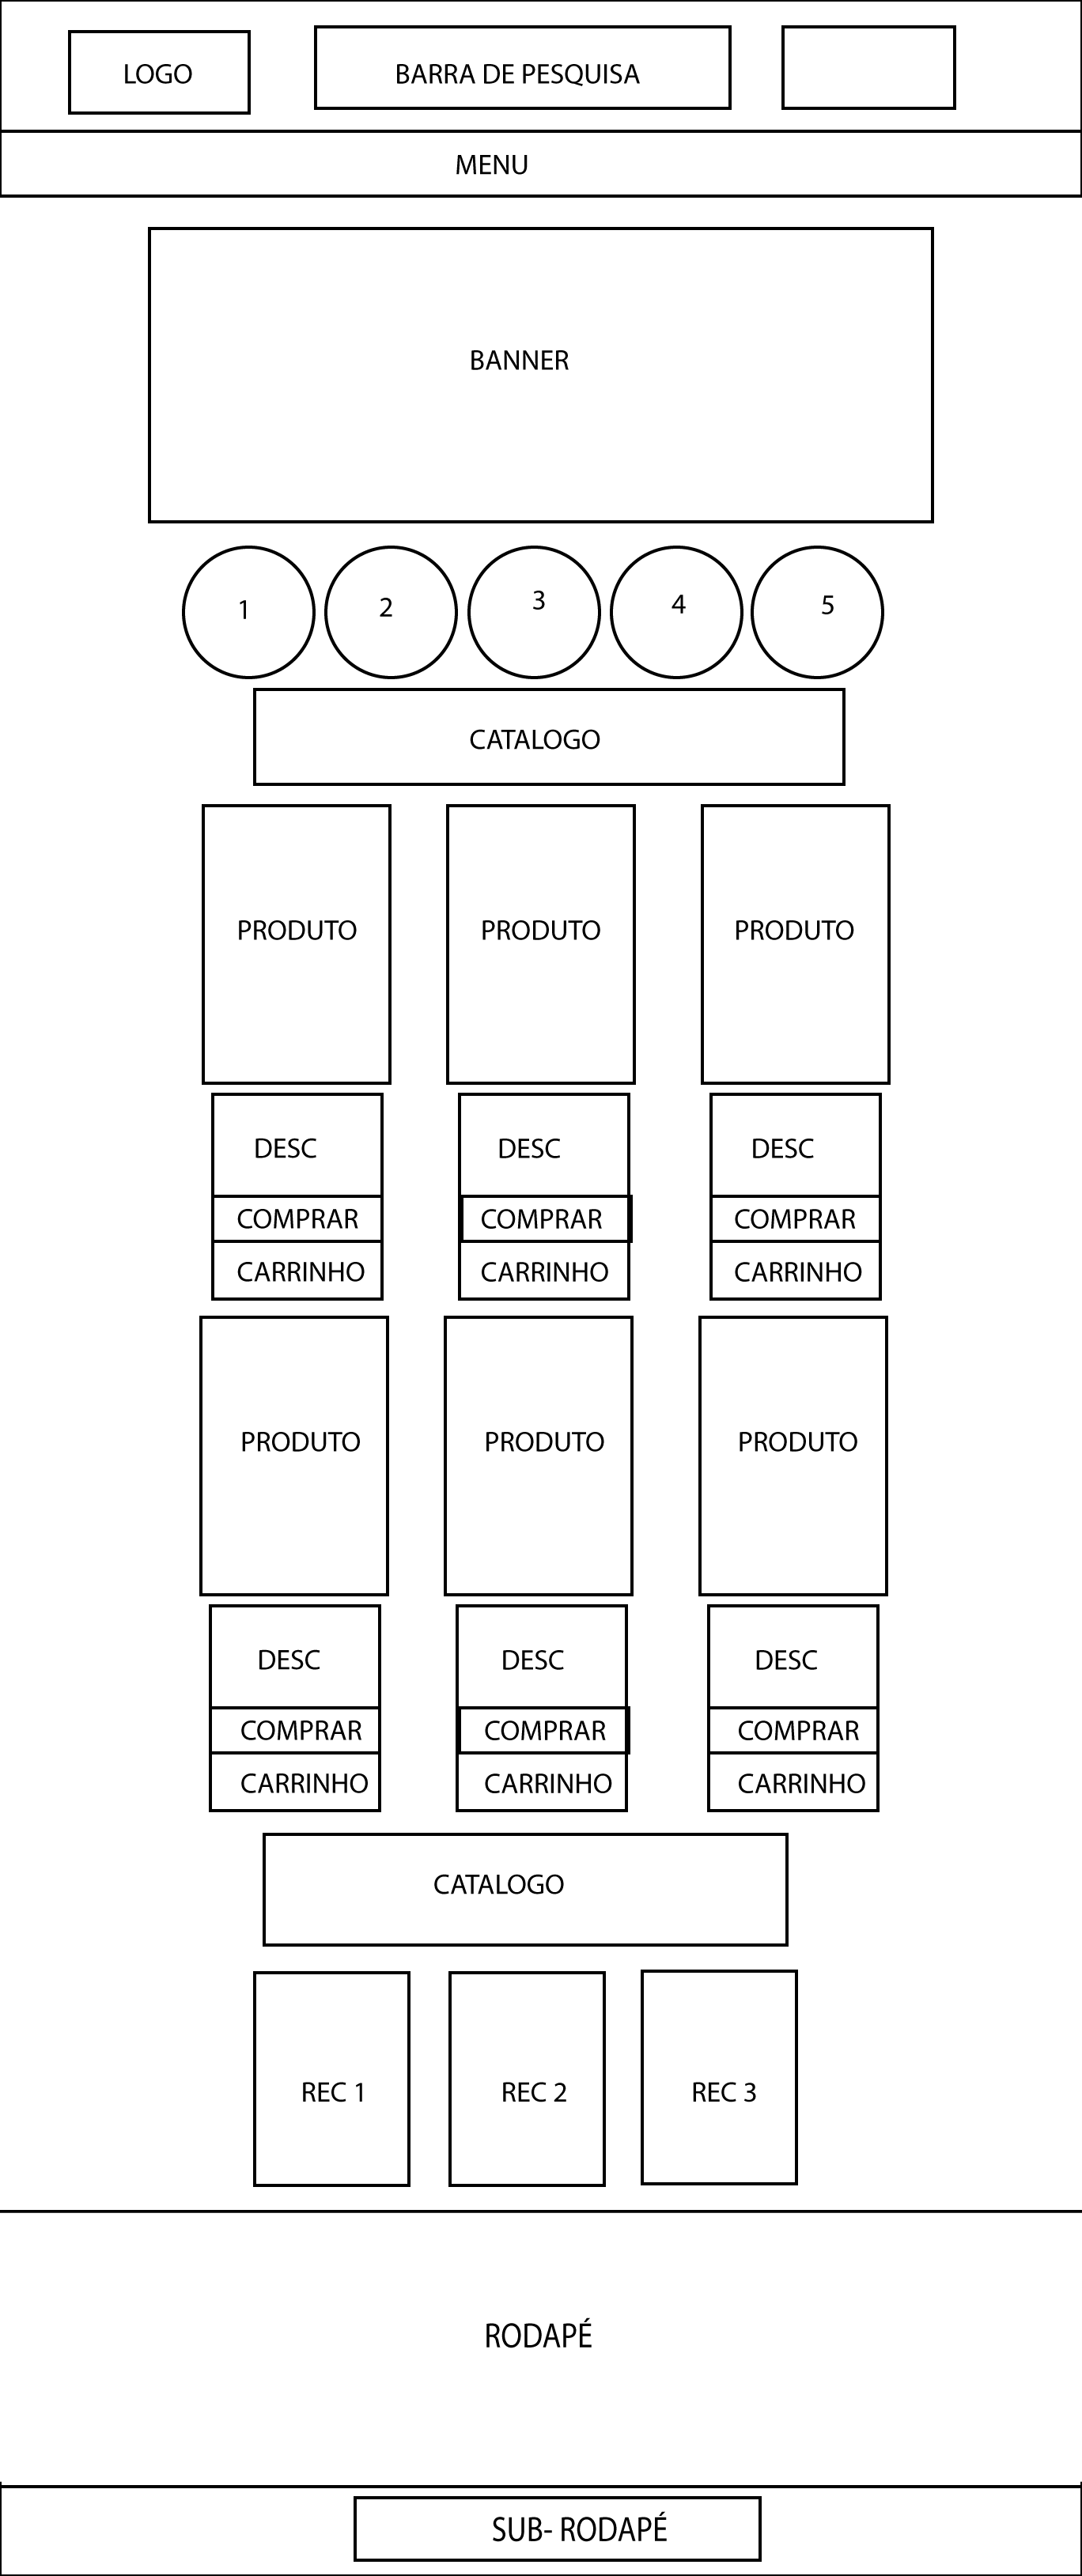 LOGO
BARRA DE PESQUISA
MENU
BANNER
1
2
3
4
5
CATALOGO
PRODUTO
PRODUTO
PRODUTO
DESC
DESC
DESC
COMPRAR
COMPRAR
COMPRAR
CARRINHO
CARRINHO
CARRINHO
PRODUTO
PRODUTO
PRODUTO
DESC
DESC
DESC
COMPRAR
COMPRAR
COMPRAR
CARRINHO
CARRINHO
CARRINHO
CATALOGO
REC 1
REC 2
REC 3
RODAPÉ
SUB- RODAPÉ